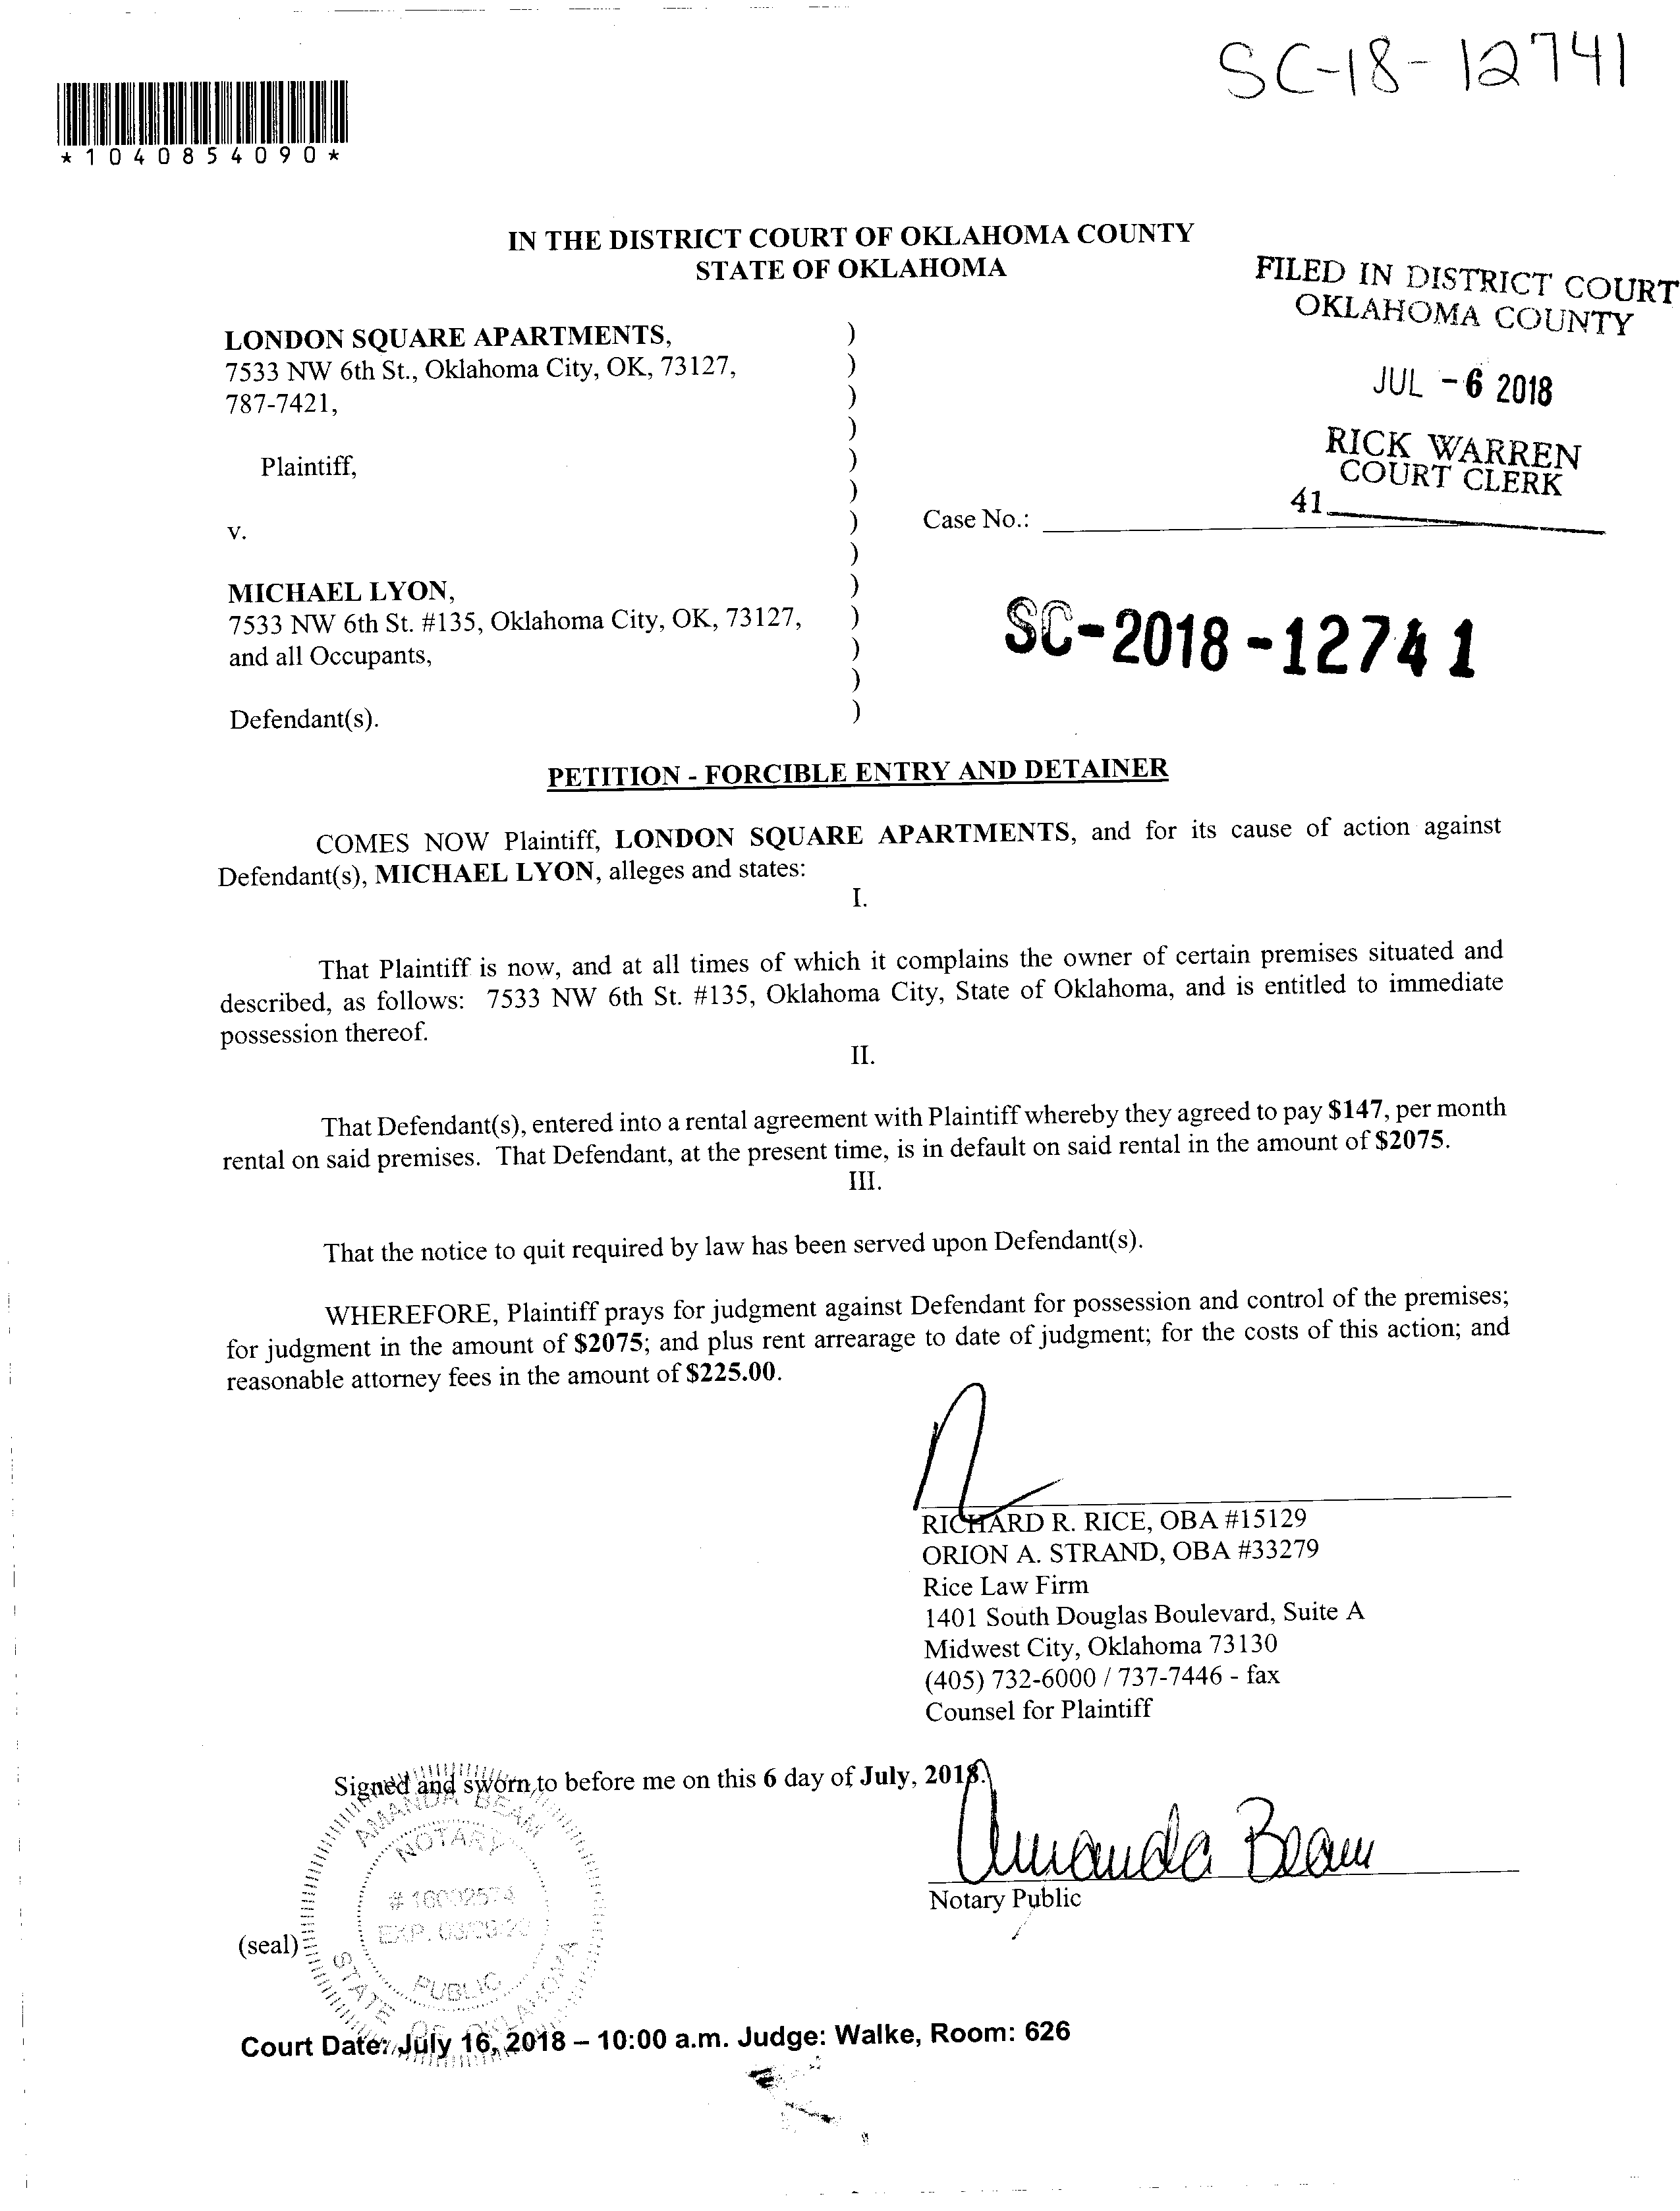 SC-18-12741
*1040854090*
IN THE DISTRICT COURT OF OKLAHOMA COUNTY
STATE OF OKLAHOMA
FILED IN DISTRICT COURT
OKLAHOMA COUNTY
JUL -6 2018
RICK WARREN
COURT CLERK
41
LONDON SQUARE APARTMENTS,
7533 NW 6th St., Oklahoma City, OK, 73127,
787-7421,
Plaintiff,
v.
Case No.:
MICHAEL LYON,
7533 NW 6th St. #135, Oklahoma City, OK, 73127,
and all Occupants,
Defendant(s).
)
)
)
)
)
)
)
)
)
)
)
)
)
SC-2018-12741
PETITION - FORCIBLE ENTRY AND DETAINER
COMES NOW Plaintiff, LONDON SQUARE APARTMENTS, and for its cause of action against
Defendant(s), MICHAEL LYON, alleges and states:
I.
That Plaintiff is now, and at all times of which it complains the owner of certain premises situated and
described, as follows: 7533 NW 6th St. #135, Oklahoma City, State of Oklahoma, and is entitled to immediate
possession thereof.
II.
That Defendant(s), entered into a rental agreement with Plaintiff whereby they agreed to pay $147, per month
rental on said premises. That Defendant, at the present time, is in default on said rental in the amount of $2075.
III.
That the notice to quit required by law has been served upon Defendant(s).
WHEREFORE, Plaintiff prays for judgment against Defendant for possession and control of the premises;
for judgment in the amount of $2075; and plus rent arrearage to date of judgment; for the costs of this action; and
reasonable attorney fees in the amount of $225.00.
RICHARD R. RICE, OBA #15129
ORION A. STRAND, OBA #33279
Rice Law Firm
1401 South Douglas Boulevard, Suite A
Midwest City, Oklahoma 73130
(405) 732-6000 / 737-7446 - fax
Counsel for Plaintiff
Signed and sworn to before me on this 6 day of July, 2018.
Amanda Beam
Notary Public
AMANDA BEAM
NOTARY
# 16002574
EXP.
PUBLIC
STATE OF OKLAHOMA
(seal)
Court Date: July 16, 2018 – 10:00 a.m. Judge: Walke, Room: 626